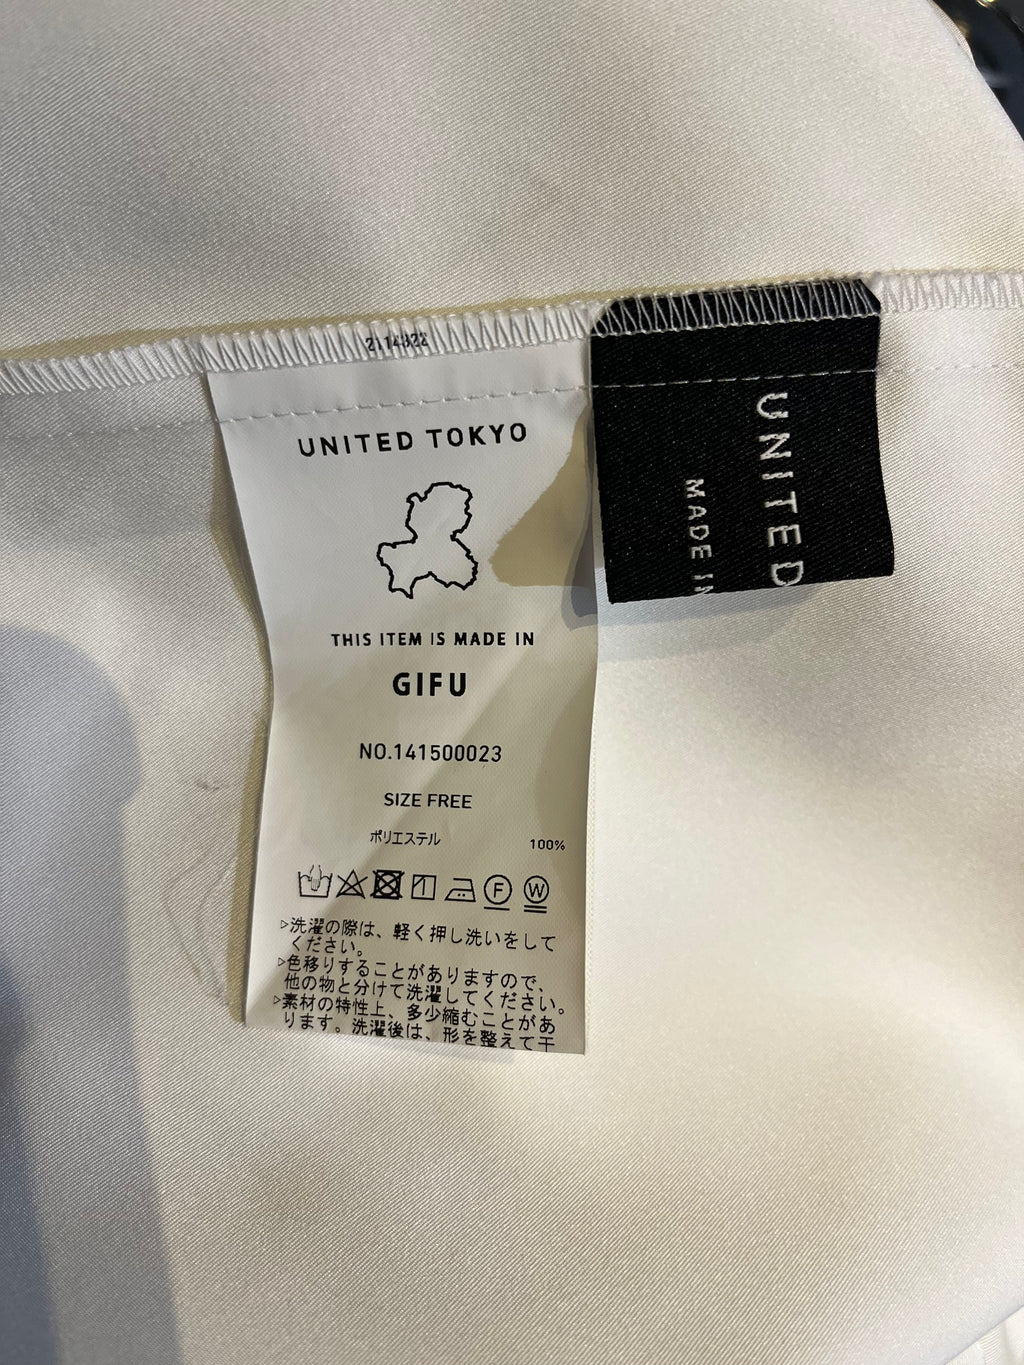 2114322
UNITED TOKYO
THIS ITEM IS MADE IN
GIFU
NO.141500023
SIZE FREE
ポリエステル 100%
F W
▷洗濯の際は、軽く押し洗いをして
ください。
▷色移りすることがありますので、
他の物と分けて洗濯してください。
▷素材の特性上、多少縮むことがあ
ります。洗濯後は、形を整えて干
UNITED
MADE IN